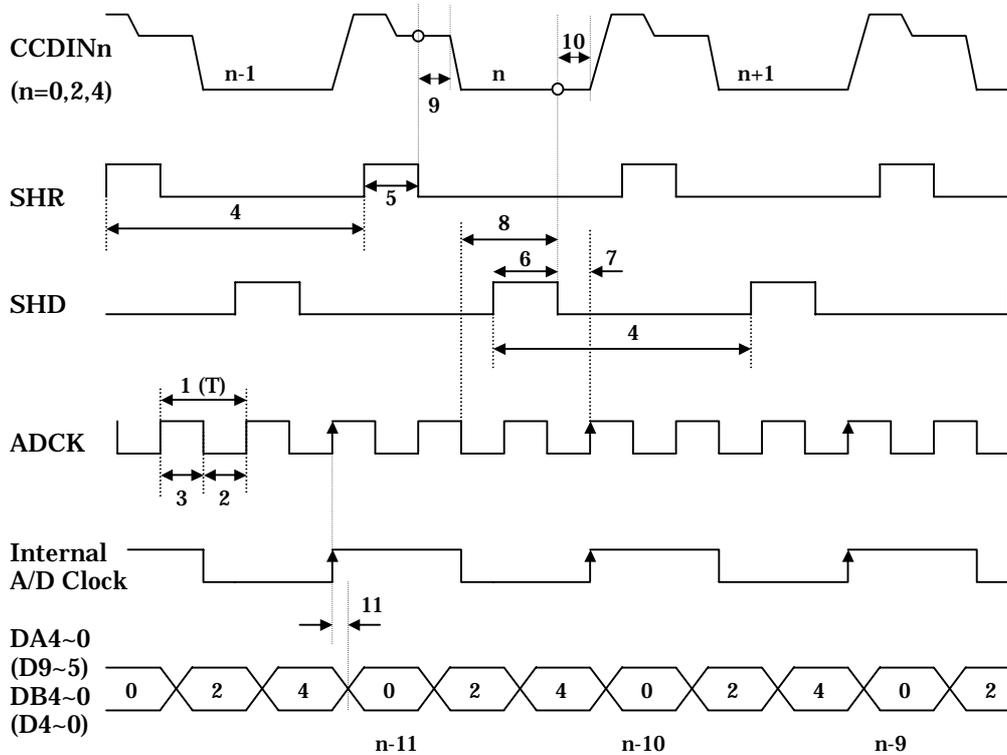 CCDINn
(n=0,2,4)
n-1
9
n
10
n+1
SHR
4
5
8
6
7
SHD
4
1 (T)
ADCK
3
2
Internal
A/D Clock
11
DA4~0
(D9~5)
DB4~0
(D4~0)
0
2
4
0
2
4
0
2
4
0
2
n-11
n-10
n-9